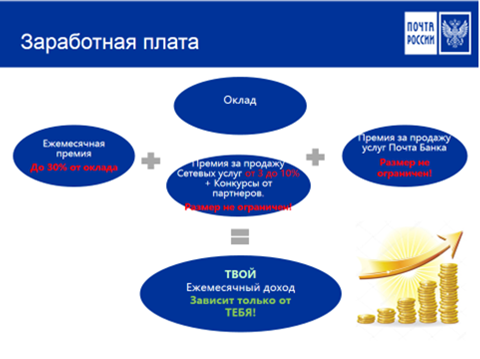 Заработная плата
ПОЧТА
РОССИИ
Оклад
Ежемесячная
премия
До 30% от оклада
Премия за продажу
Сетевых услуг от 3 до 10%
+ Конкурсы от
партнеров.
Размер не ограничен!
Премия за продажу
услуг Почта Банка
Размер не
ограничен!
ТВОЙ
Ежемесячный доход
Зависит только от
ТЕБЯ!